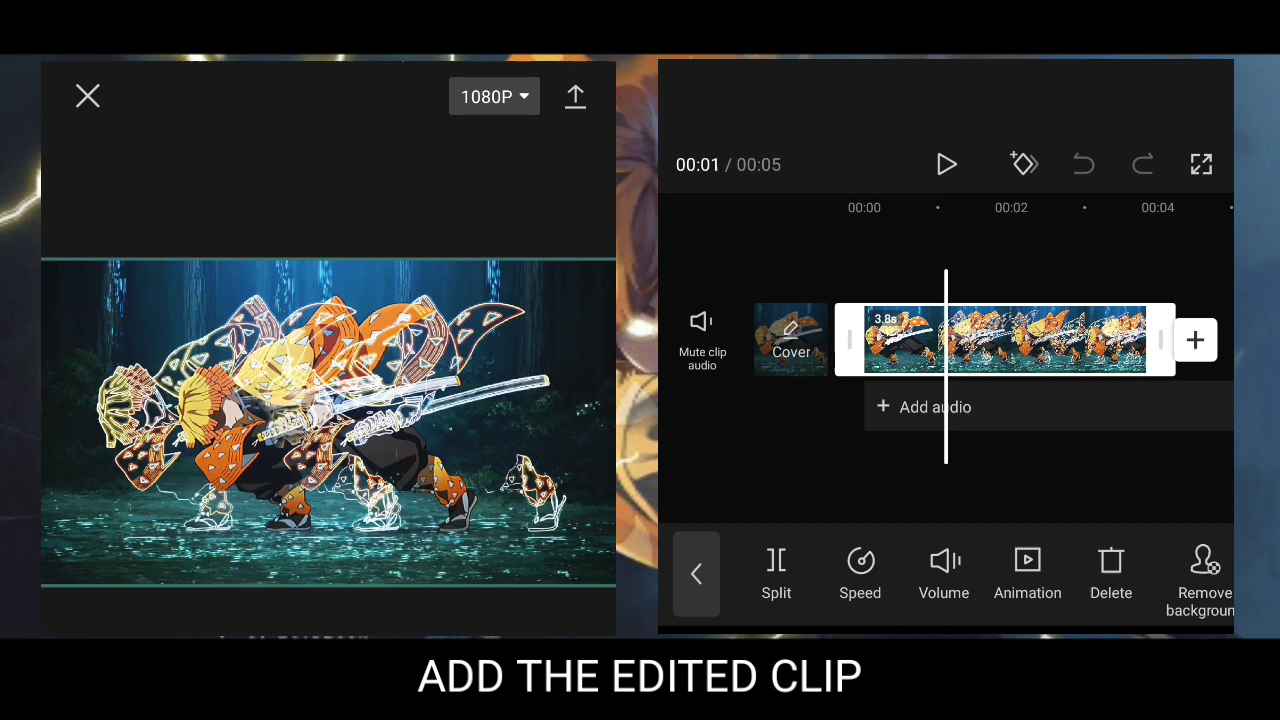 1080P
00:01 / 00:05
00:00
00:02
00:04
Mute clip
audio
Cover
3.8s
+ Add audio
Split
Speed
Volume
Animation
Delete
Remove
backgroun
ADD THE EDITED CLIP